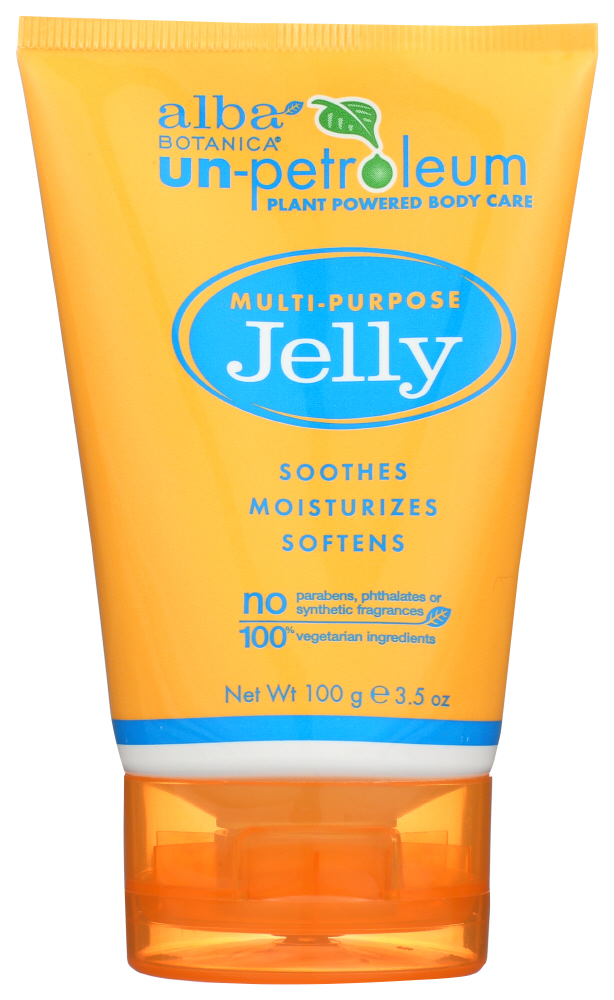 alba
BOTANICA®
un-petroleum
PLANT POWERED BODY CARE
MULTI-PURPOSE
Jelly
SOOTHES
MOISTURIZES
SOFTENS
no parabens, phthalates or
synthetic fragrances
100% vegetarian ingredients
Net Wt 100 g ℮ 3.5 oz